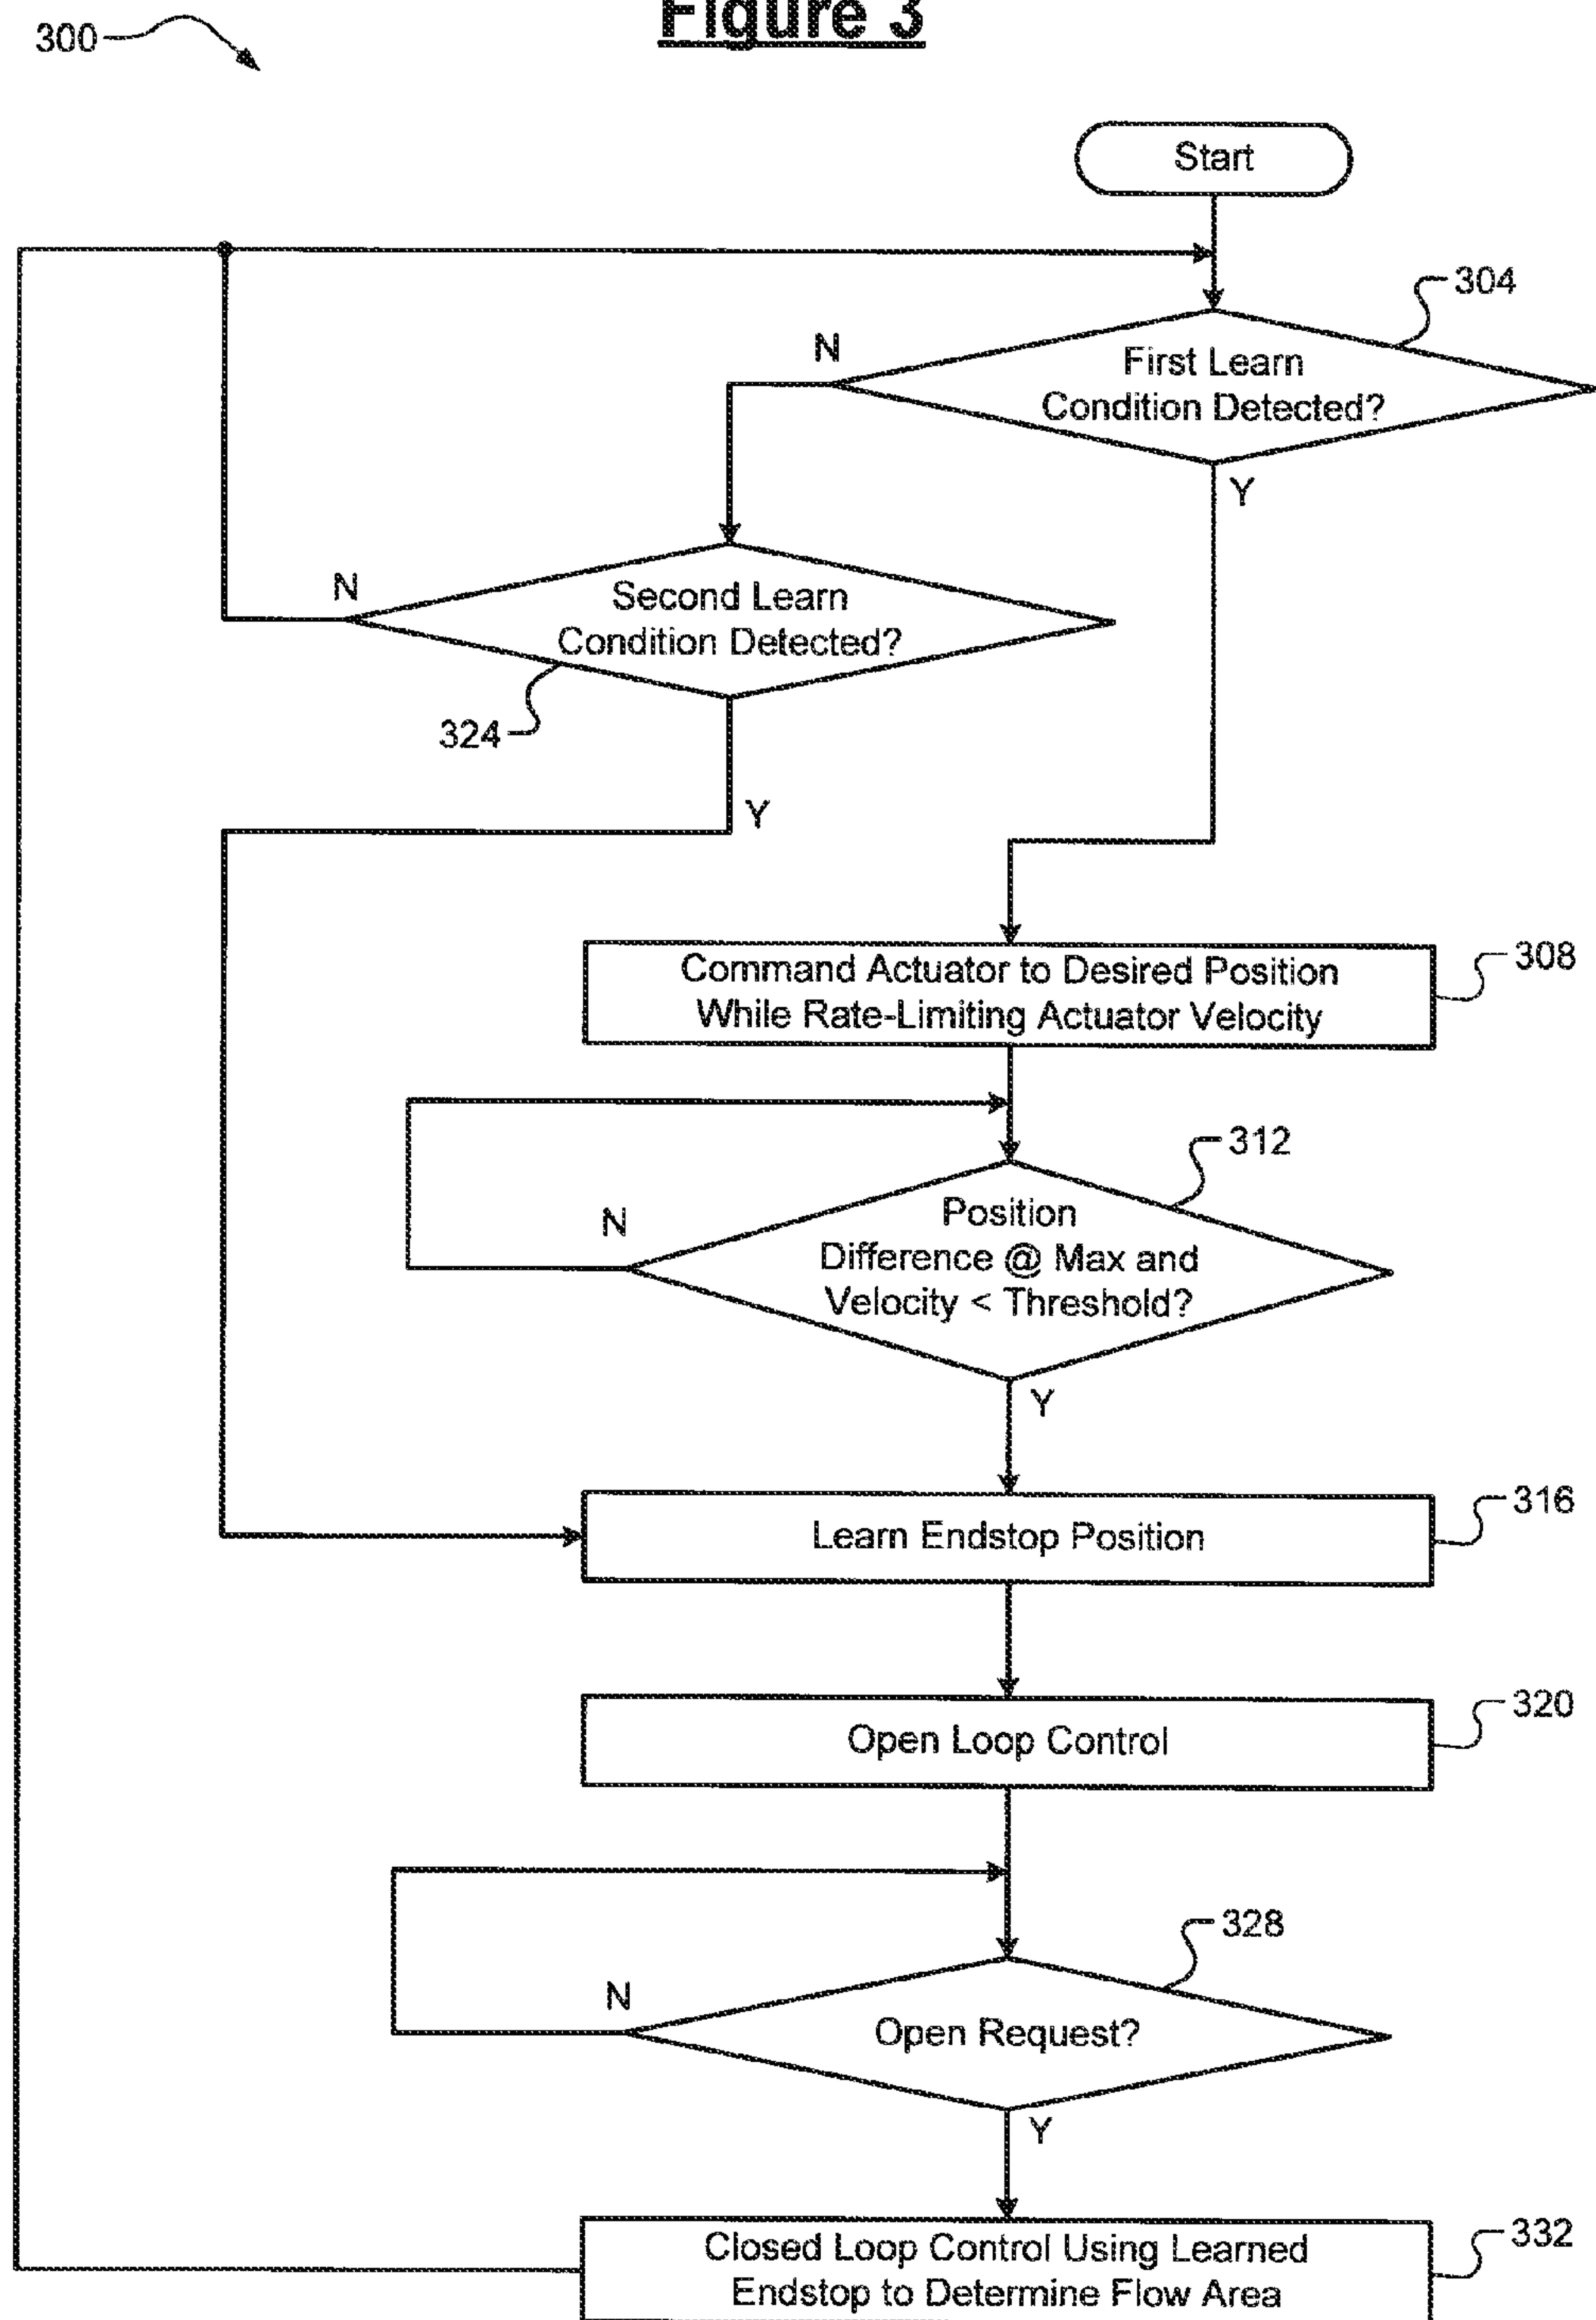 Figure 3
300
Start
304
N
First Learn
Condition Detected?
Y
N
Second Learn
Condition Detected?
324
Y
Command Actuator to Desired Position
While Rate-Limiting Actuator Velocity
308
312
N
Position
Difference @ Max and
Velocity < Threshold?
Y
Learn Endstop Position
316
Open Loop Control
320
328
N
Open Request?
Y
Closed Loop Control Using Learned
Endstop to Determine Flow Area
332